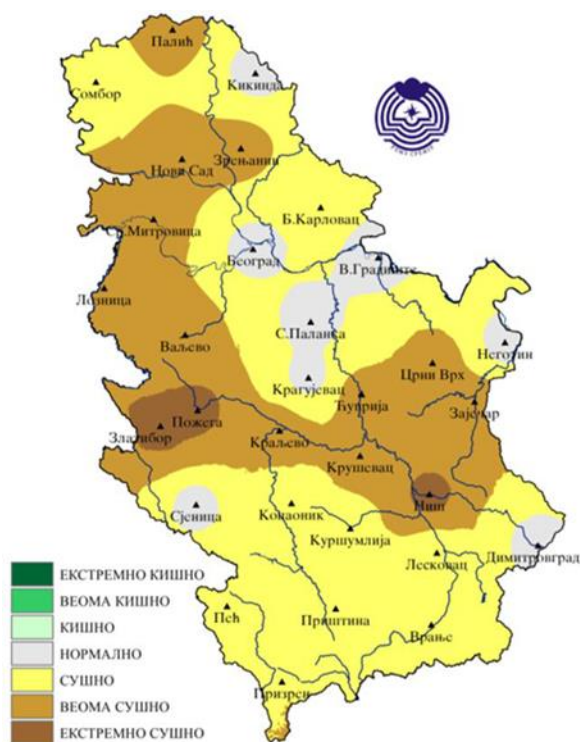 Палић
Кикинда
Сомбор
Зрењанин
Нови Сад
Б.Карловац
Митровица
Београд
В.Градиште
Лозница
С.Паланка
Ваљево
Неготин
Црни Врх
Крагујевац
Ћуприја
Зајечар
Пожега
Златибор
Краљево
Крушевац
Ниш
Сјеница
Копаоник
Куршумлија
Димитровград
Лесковац
Пећ
Приштина
Врање
Призрен
ЕКСТРЕМНО КИШНО
ВЕОМА КИШНО
КИШНО
НОРМАЛНО
СУШНО
ВЕОМА СУШНО
ЕКСТРЕМНО СУШНО